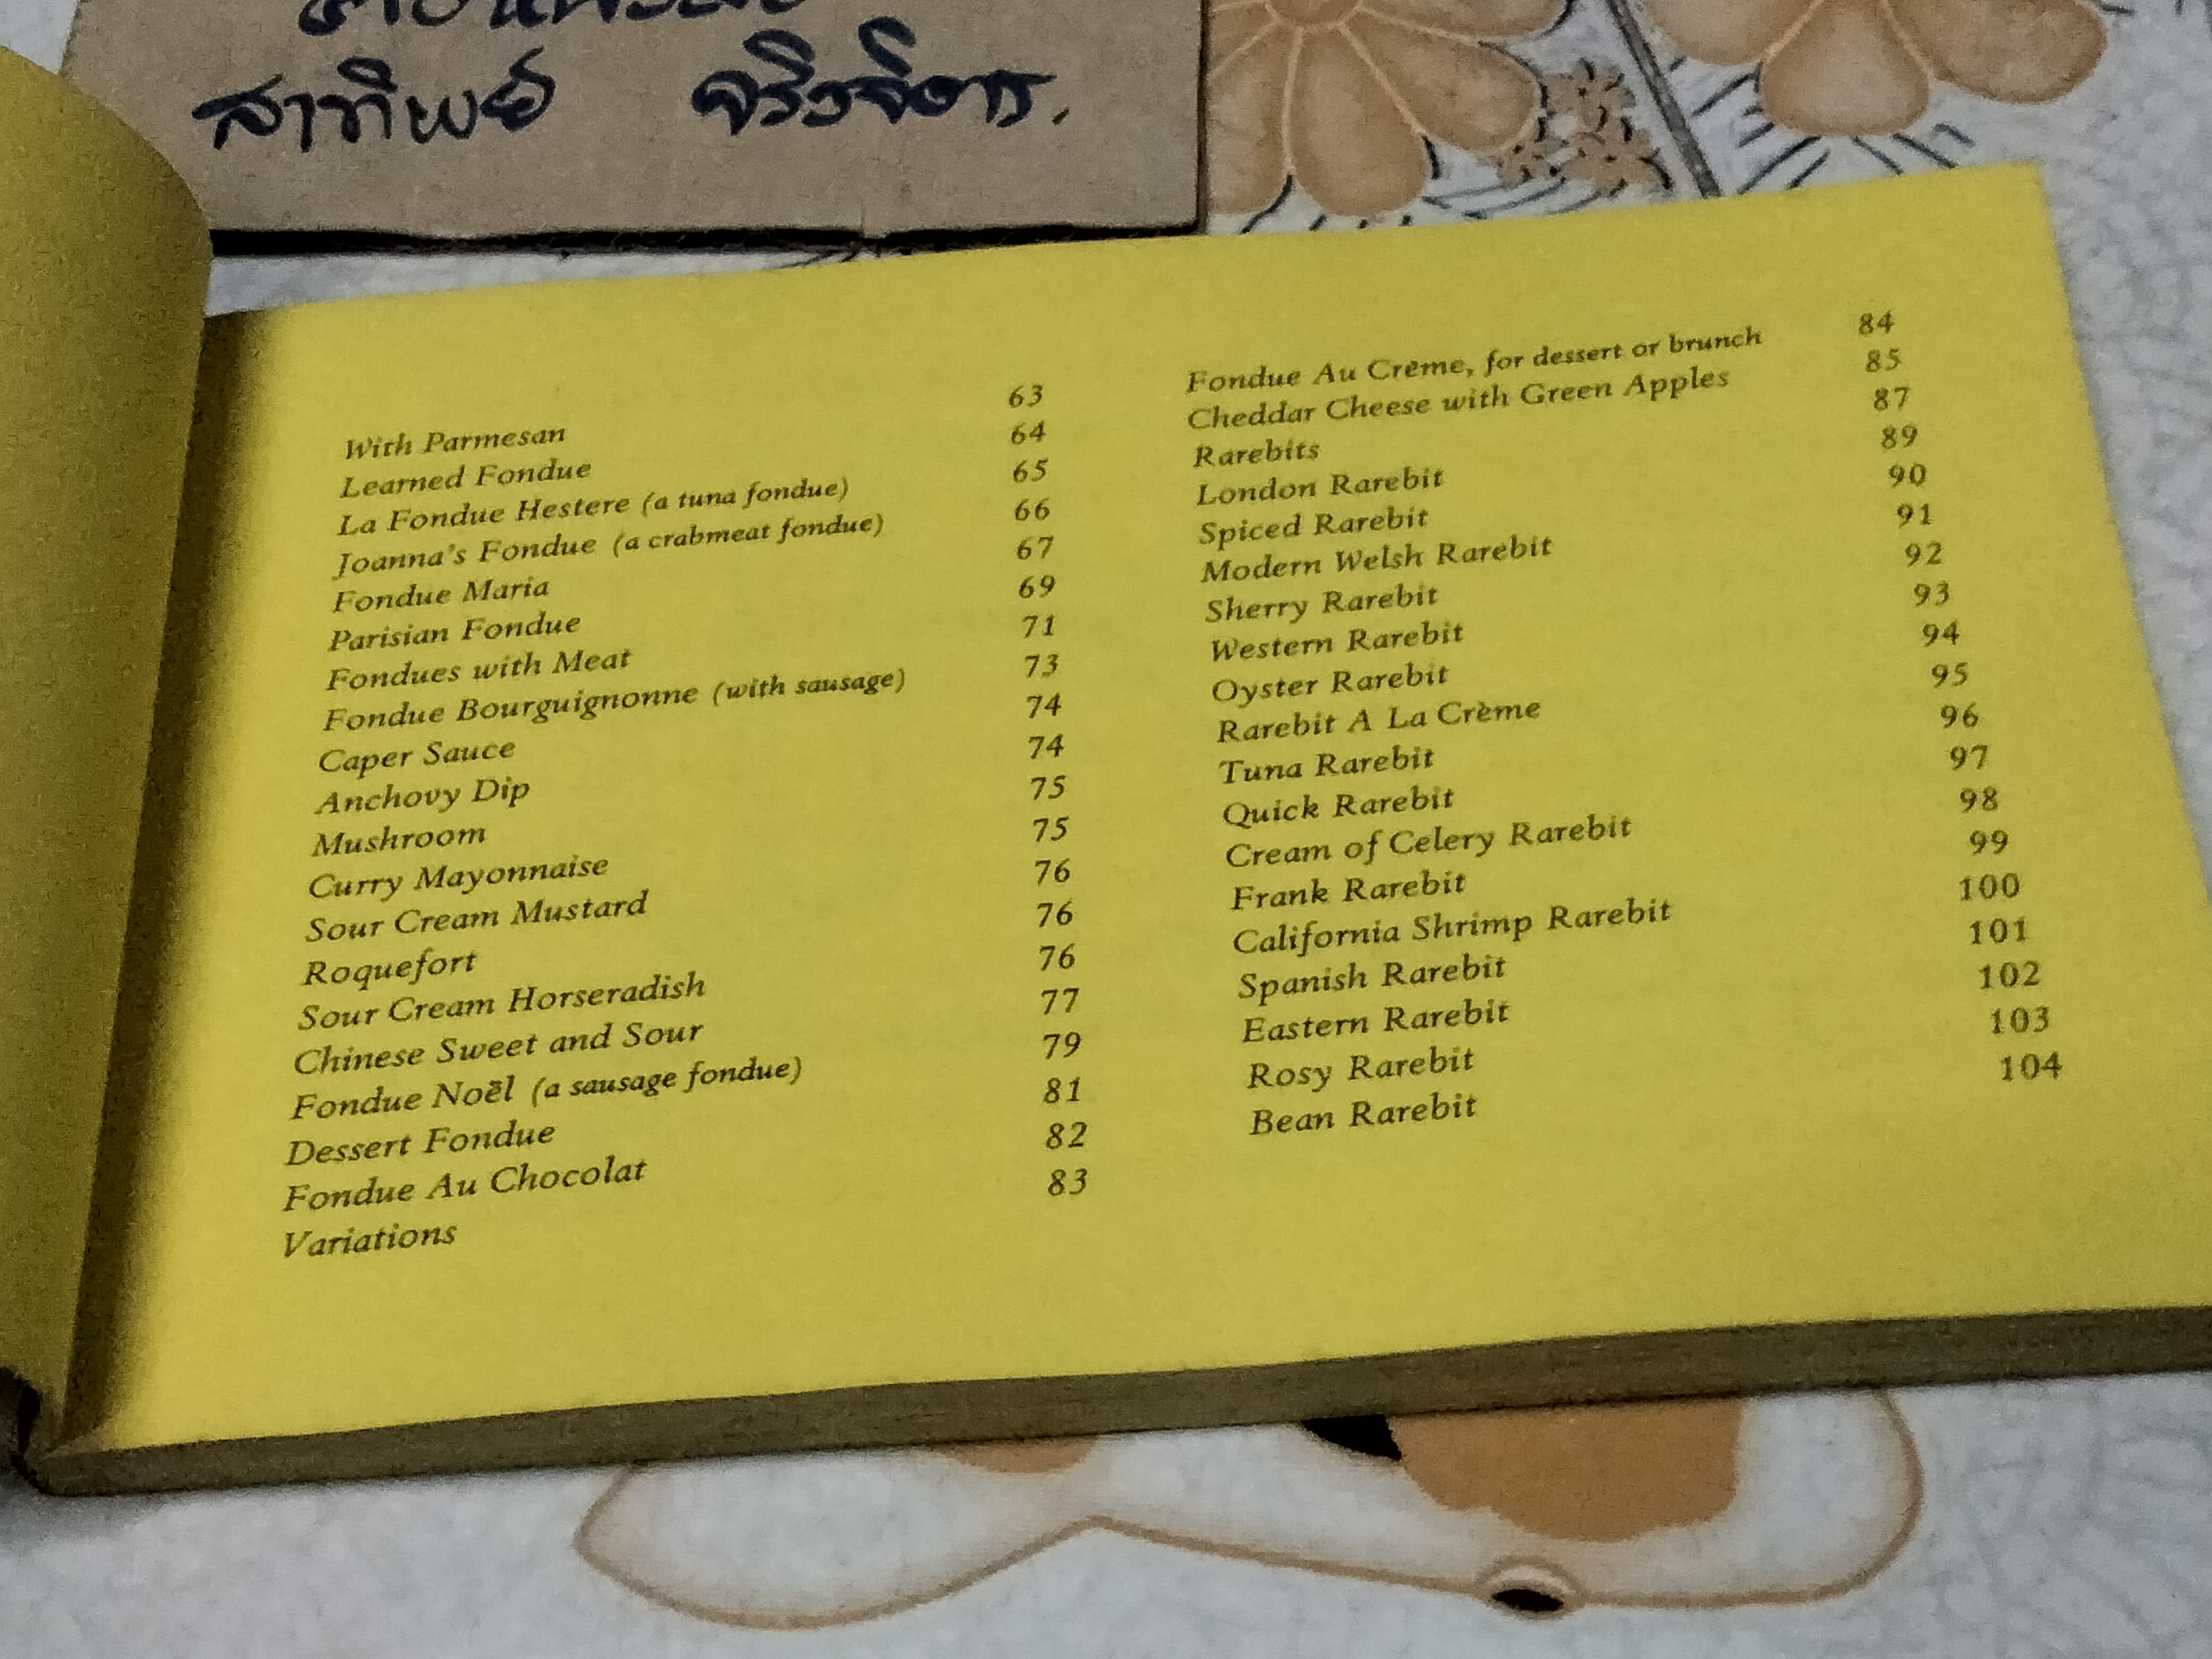 สาทิพย์ จริงจิตร.
With Parmesan 63
Learned Fondue 64
La Fondue Hestere (a tuna fondue) 65
Joanna's Fondue (a crabmeat fondue) 66
Fondue Maria 67
Parisian Fondue 69
Fondues with Meat 71
Fondue Bourguignonne (with sausage) 73
Caper Sauce 74
Anchovy Dip 74
Mushroom 75
Curry Mayonnaise 75
Sour Cream Mustard 76
Roquefort 76
Sour Cream Horseradish 76
Chinese Sweet and Sour 77
Fondue Noël (a sausage fondue) 79
Dessert Fondue 81
Fondue Au Chocolat 82
Variations 83
Fondue Au Crème, for dessert or brunch 84
Cheddar Cheese with Green Apples 85
Rarebits 87
London Rarebit 89
Spiced Rarebit 90
Modern Welsh Rarebit 91
Sherry Rarebit 92
Western Rarebit 93
Oyster Rarebit 94
Rarebit A La Crème 95
Tuna Rarebit 96
Quick Rarebit 97
Cream of Celery Rarebit 98
Frank Rarebit 99
California Shrimp Rarebit 100
Spanish Rarebit 101
Eastern Rarebit 102
Rosy Rarebit 103
Bean Rarebit 104